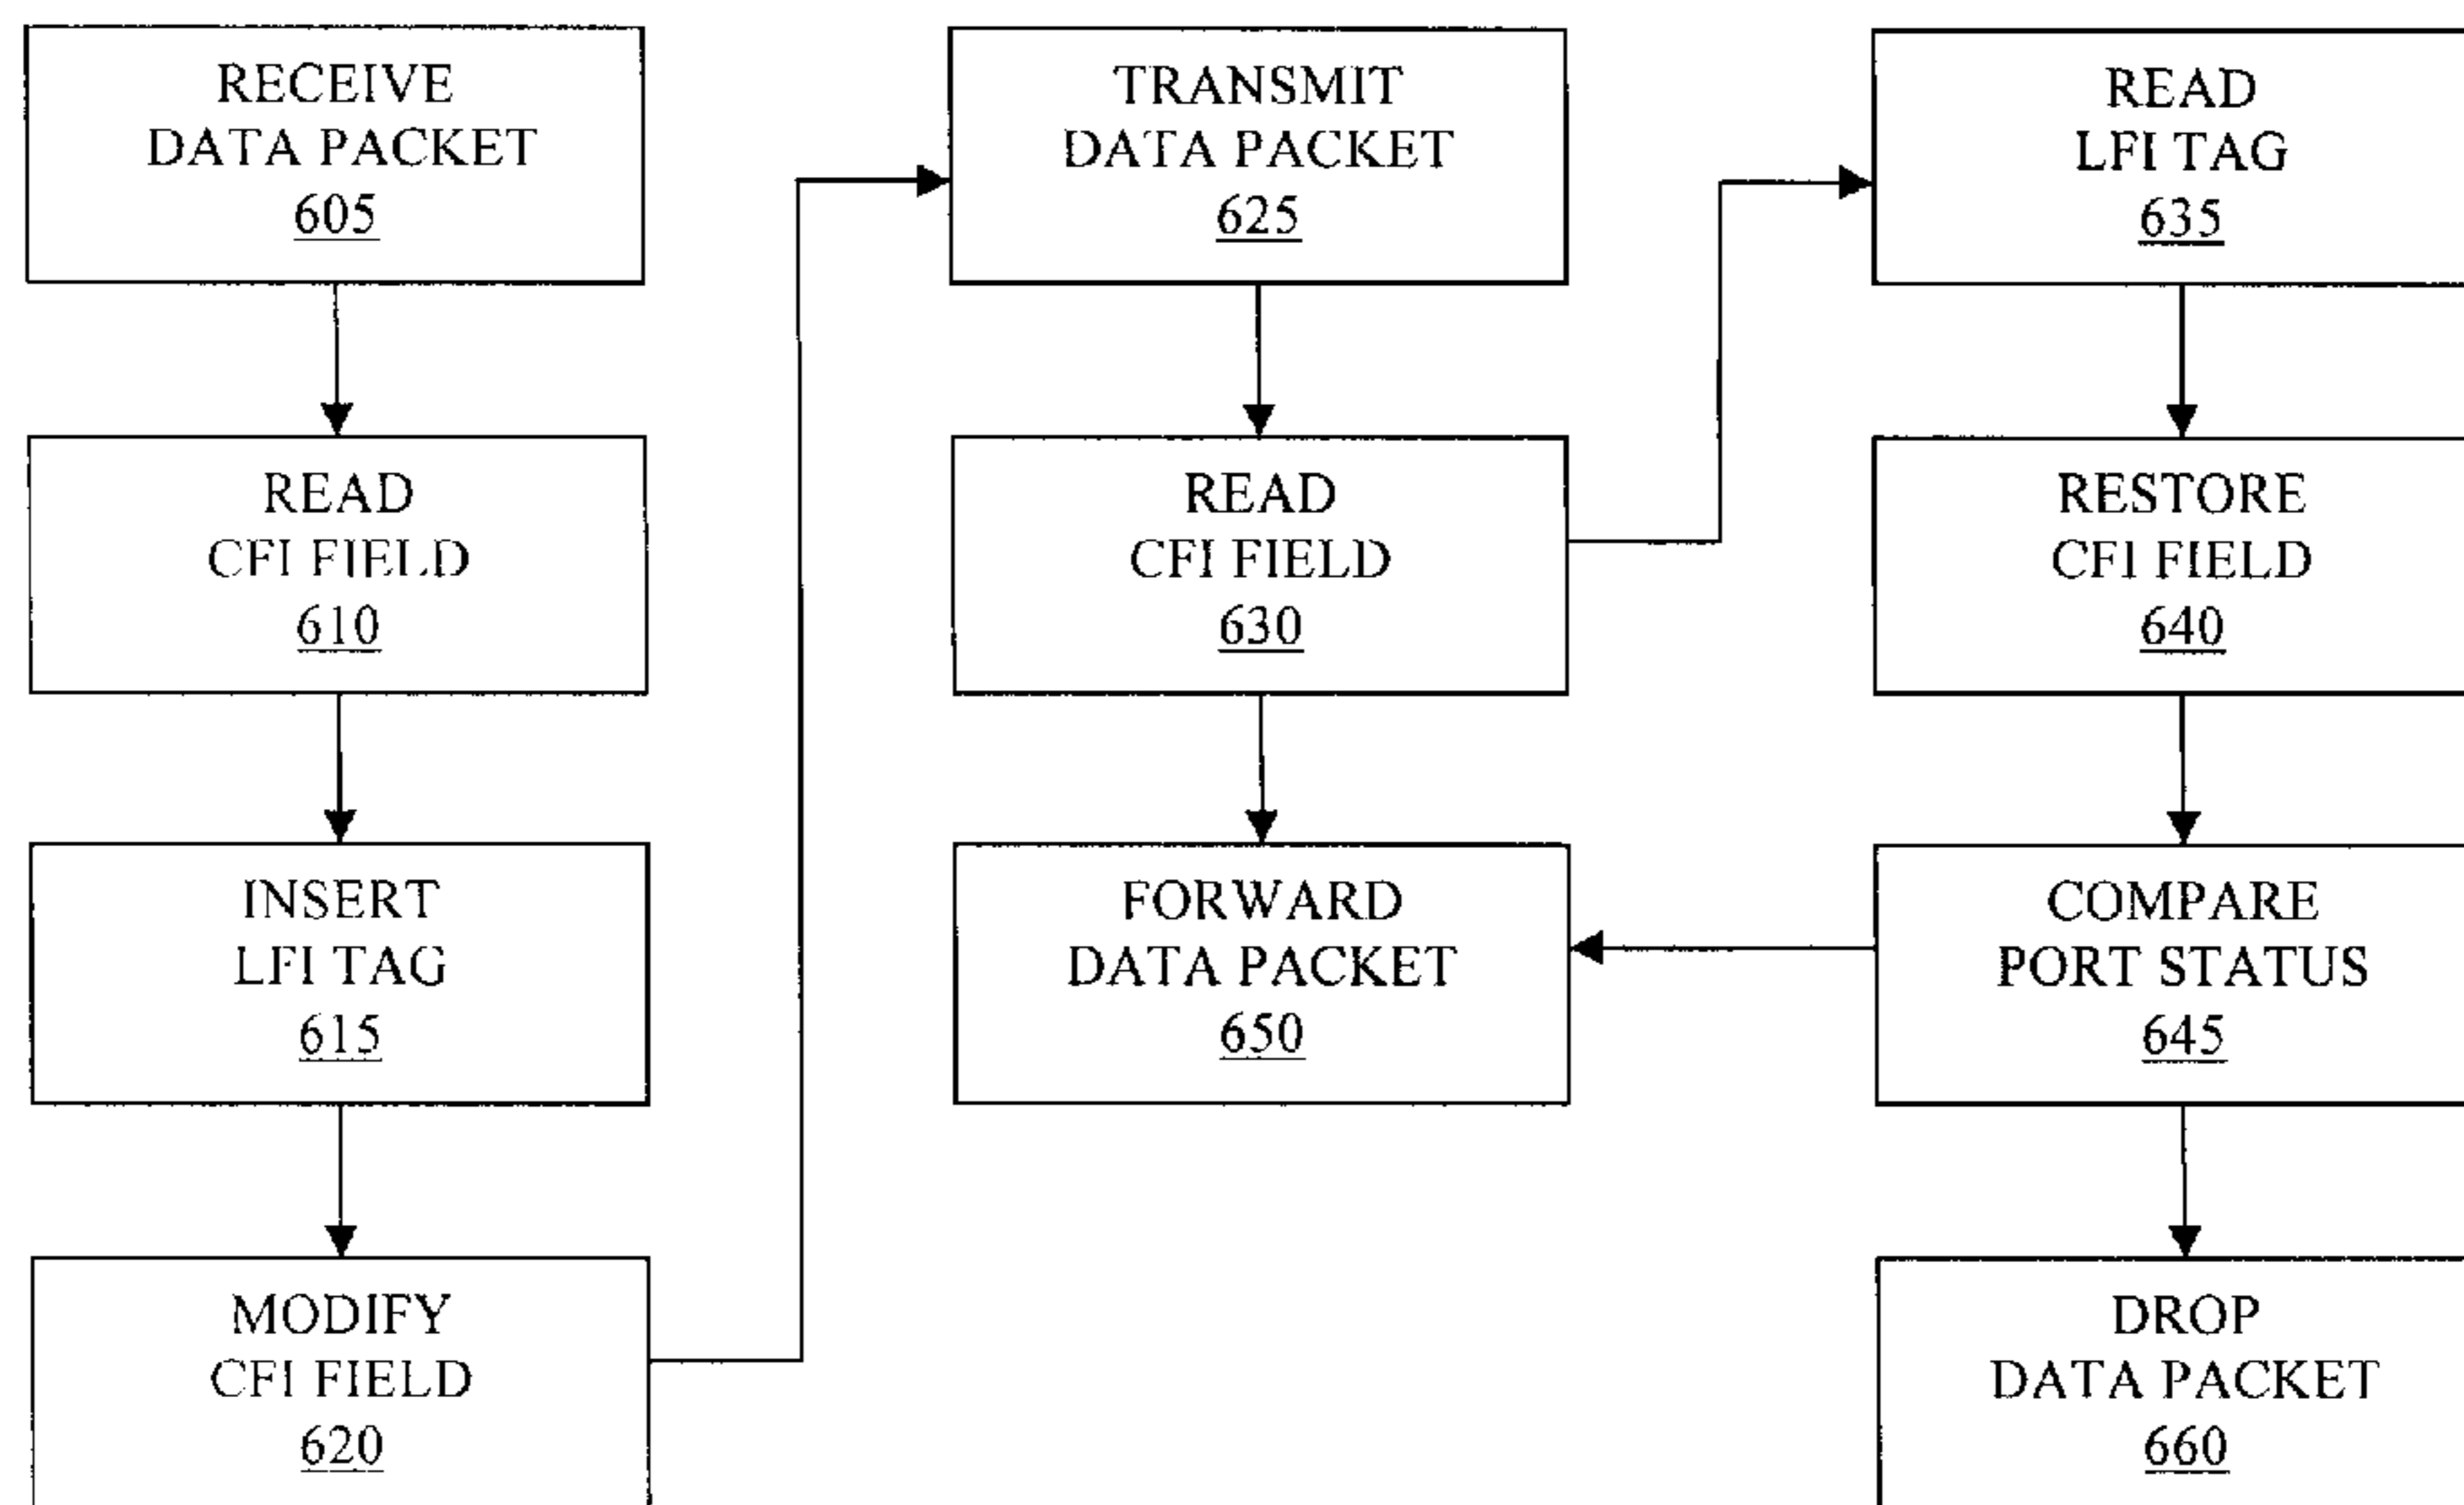 RECEIVE
DATA PACKET
605
READ
CFI FIELD
610
INSERT
LFI TAG
615
MODIFY
CFI FIELD
620
TRANSMIT
DATA PACKET
625
READ
CFI FIELD
630
FORWARD
DATA PACKET
650
READ
LFI TAG
635
RESTORE
CFI FIELD
640
COMPARE
PORT STATUS
645
DROP
DATA PACKET
660